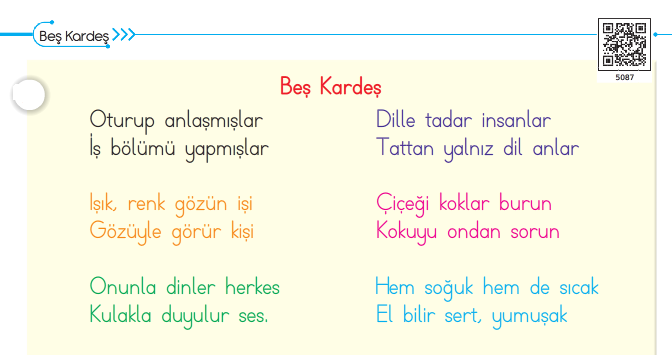 Beş Kardeş
5087
Beş Kardeş
Oturup anlaşmışlar
İş bölümü yapmışlar
Işık, renk gözün işi
Gözüyle görür kişi
Onunla dinler herkes
Kulakla duyulur ses.
Dille tadar insanlar
Tattan yalnız dil anlar
Çiçeği koklar burun
Kokuyu ondan sorun
Hem soğuk hem de sıcak
El bilir sert, yumuşak